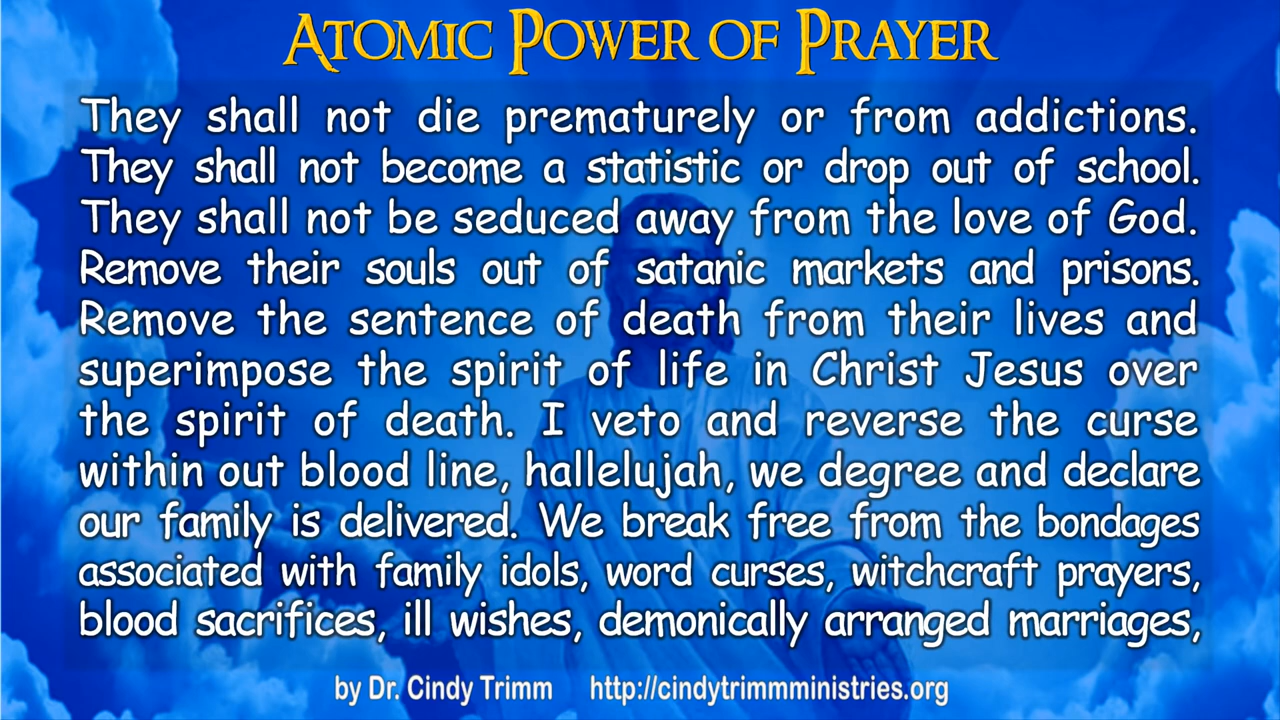 Atomic Power of Prayer
They shall not die prematurely or from addictions.
They shall not become a statistic or drop out of school.
They shall not be seduced away from the love of God.
Remove their souls out of satanic markets and prisons.
Remove the sentence of death from their lives and
superimpose the spirit of life in Christ Jesus over
the spirit of death. I veto and reverse the curse
within out blood line, hallelujah, we degree and declare
our family is delivered. We break free from the bondages
associated with family idols, word curses, witchcraft prayers,
blood sacrifices, ill wishes, demonically arranged marriages,
by Dr. Cindy Trimm http://cindytrimmministries.org